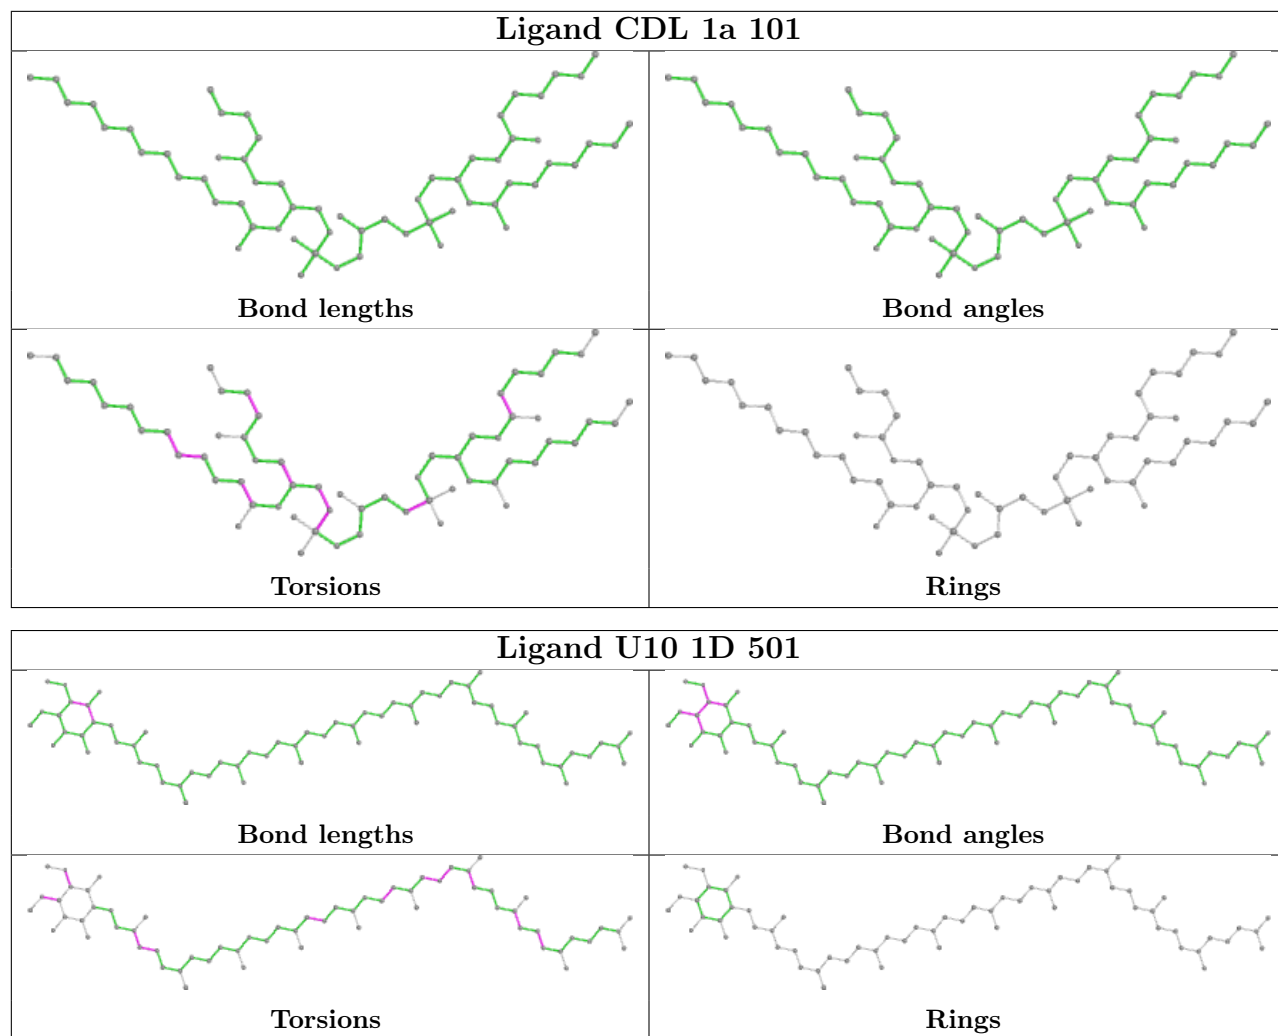 Ligand CDL 1a 101
Bond lengths
Bond angles
Torsions
Rings
Ligand U10 1D 501
Bond lengths
Bond angles
Torsions
Rings